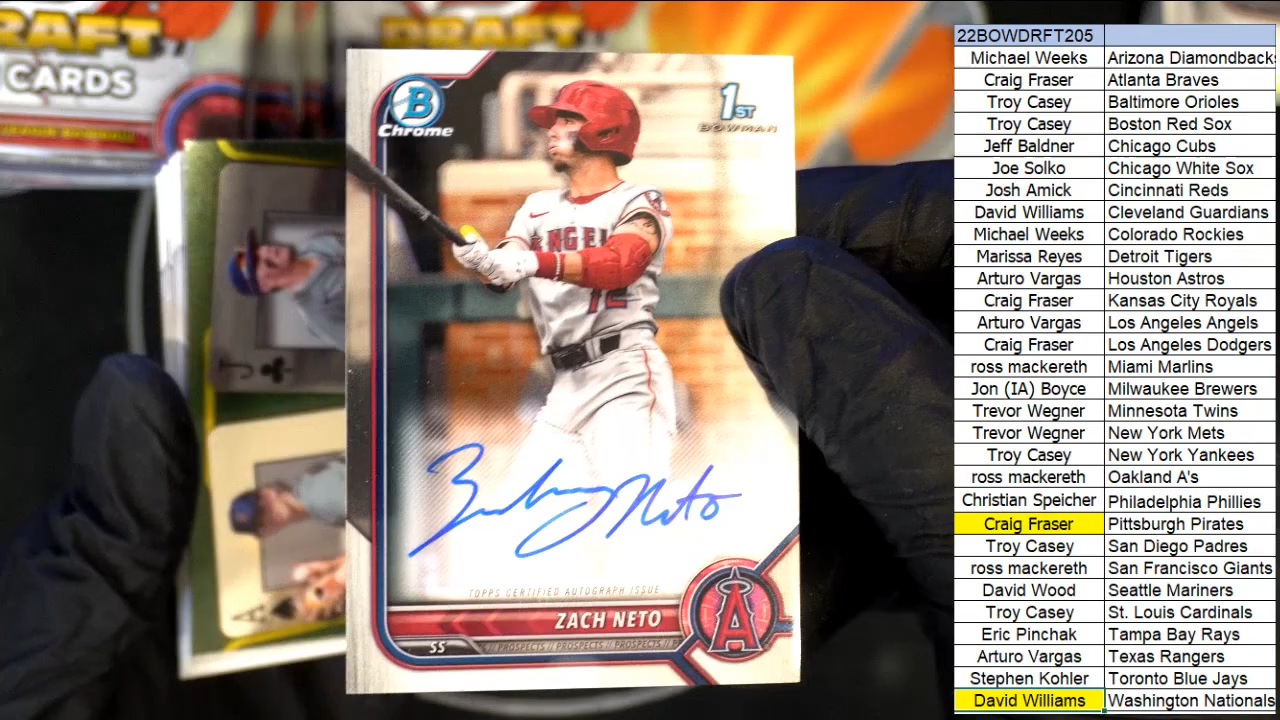 RAFT
CARDS
DRAFT
B
Chrome
1ST
BOWMAN
ANGEL
Zachary Neto
TOPPS CERTIFIED AUTOGRAPH ISSUE
ZACH NETO
SS
// PROSPECTS // PROSPECTS // PROSPECTS // P
A
J
A
22BOWDRFT205
Michael Weeks Arizona Diamondbacks
Craig Fraser Atlanta Braves
Troy Casey Baltimore Orioles
Troy Casey Boston Red Sox
Jeff Baldner Chicago Cubs
Joe Solko Chicago White Sox
Josh Amick Cincinnati Reds
David Williams Cleveland Guardians
Michael Weeks Colorado Rockies
Marissa Reyes Detroit Tigers
Arturo Vargas Houston Astros
Craig Fraser Kansas City Royals
Arturo Vargas Los Angeles Angels
Craig Fraser Los Angeles Dodgers
ross mackereth Miami Marlins
Jon (IA) Boyce Milwaukee Brewers
Trevor Wegner Minnesota Twins
Trevor Wegner New York Mets
Troy Casey New York Yankees
ross mackereth Oakland A's
Christian Speicher Philadelphia Phillies
Craig Fraser Pittsburgh Pirates
Troy Casey San Diego Padres
ross mackereth San Francisco Giants
David Wood Seattle Mariners
Troy Casey St. Louis Cardinals
Eric Pinchak Tampa Bay Rays
Arturo Vargas Texas Rangers
Stephen Kohler Toronto Blue Jays
David Williams Washington Nationals